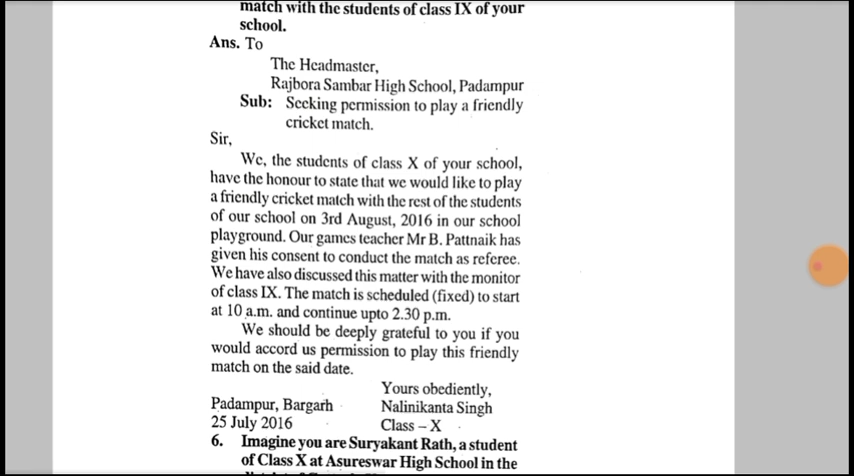 match with the students of class IX of your
school.
Ans. To
The Headmaster,
Rajbora Sambar High School, Padampur
Sub: Seeking permission to play a friendly
cricket match.
Sir,
We, the students of class X of your school,
have the honour to state that we would like to play
a friendly cricket match with the rest of the students
of our school on 3rd August, 2016 in our school
playground. Our games teacher Mr B. Pattnaik has
given his consent to conduct the match as referee.
We have also discussed this matter with the monitor
of class IX. The match is scheduled (fixed) to start
at 10 a.m. and continue upto 2.30 p.m.
We should be deeply grateful to you if you
would accord us permission to play this friendly
match on the said date.
Yours obediently,
Padampur, Bargarh Nalinikanta Singh
25 July 2016 Class – X
6. Imagine you are Suryakant Rath, a student
of Class X at Asureswar High School in the